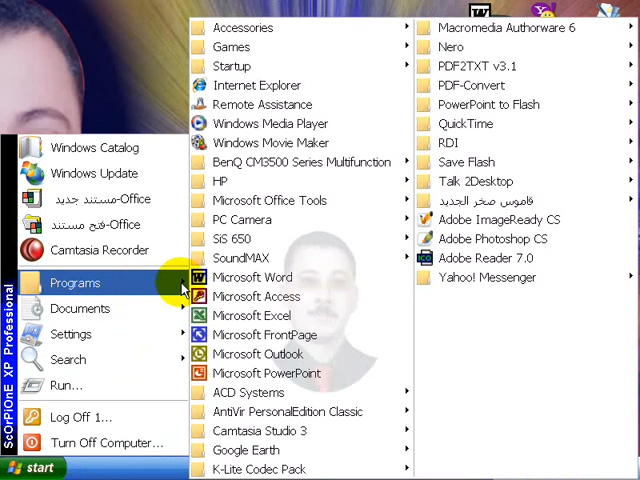 Windows Catalog
Windows Update
مستند جديد-Office
فتح مستند-Office
Camtasia Recorder
Programs
Documents
Settings
Search
Run...
Log Off 1...
Turn Off Computer...
ScOrPiOnE XP Professional
start
Accessories
Games
Startup
Internet Explorer
Remote Assistance
Windows Media Player
Windows Movie Maker
BenQ CM3500 Series Multifunction
HP
Microsoft Office Tools
PC Camera
SiS 650
SoundMAX
Microsoft Word
Microsoft Access
Microsoft Excel
Microsoft FrontPage
Microsoft Outlook
Microsoft PowerPoint
ACD Systems
AntiVir PersonalEdition Classic
Camtasia Studio 3
Google Earth
K-Lite Codec Pack
Macromedia Authorware 6
Nero
PDF2TXT v3.1
PDF-Convert
PowerPoint to Flash
QuickTime
RDI
Save Flash
Talk 2Desktop
قاموس صخر الجديد
Adobe ImageReady CS
Adobe Photoshop CS
Adobe Reader 7.0
Yahoo! Messenger